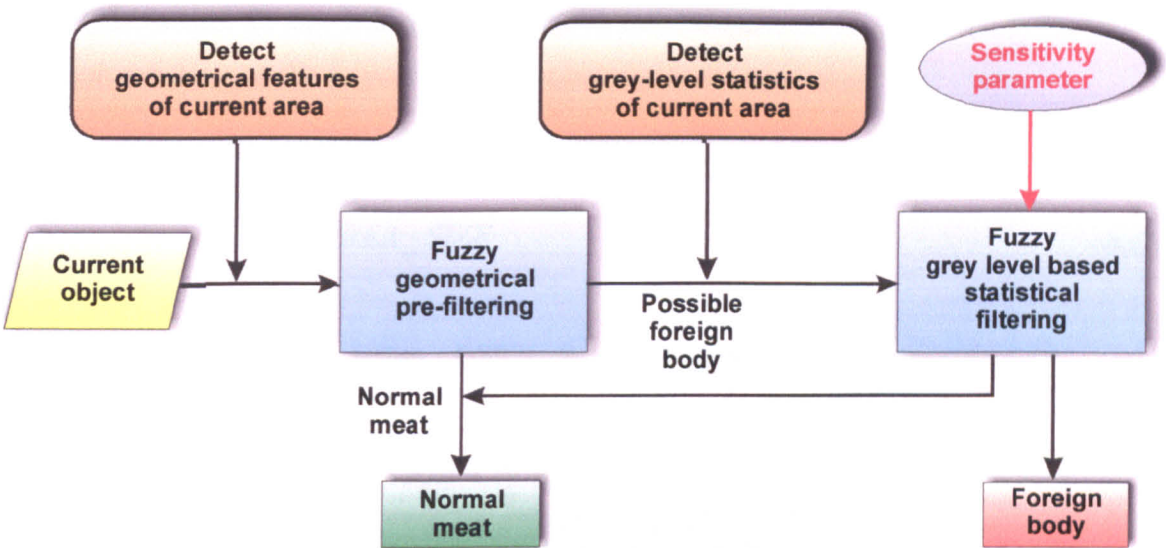 Detect
geometrical features
of current area
Detect
grey-level statistics
of current area
Sensitivity
parameter
Current
object
Fuzzy
geometrical
pre-filtering
Possible
foreign
body
Fuzzy
grey level based
statistical
filtering
Normal
meat
Normal
meat
Foreign
body